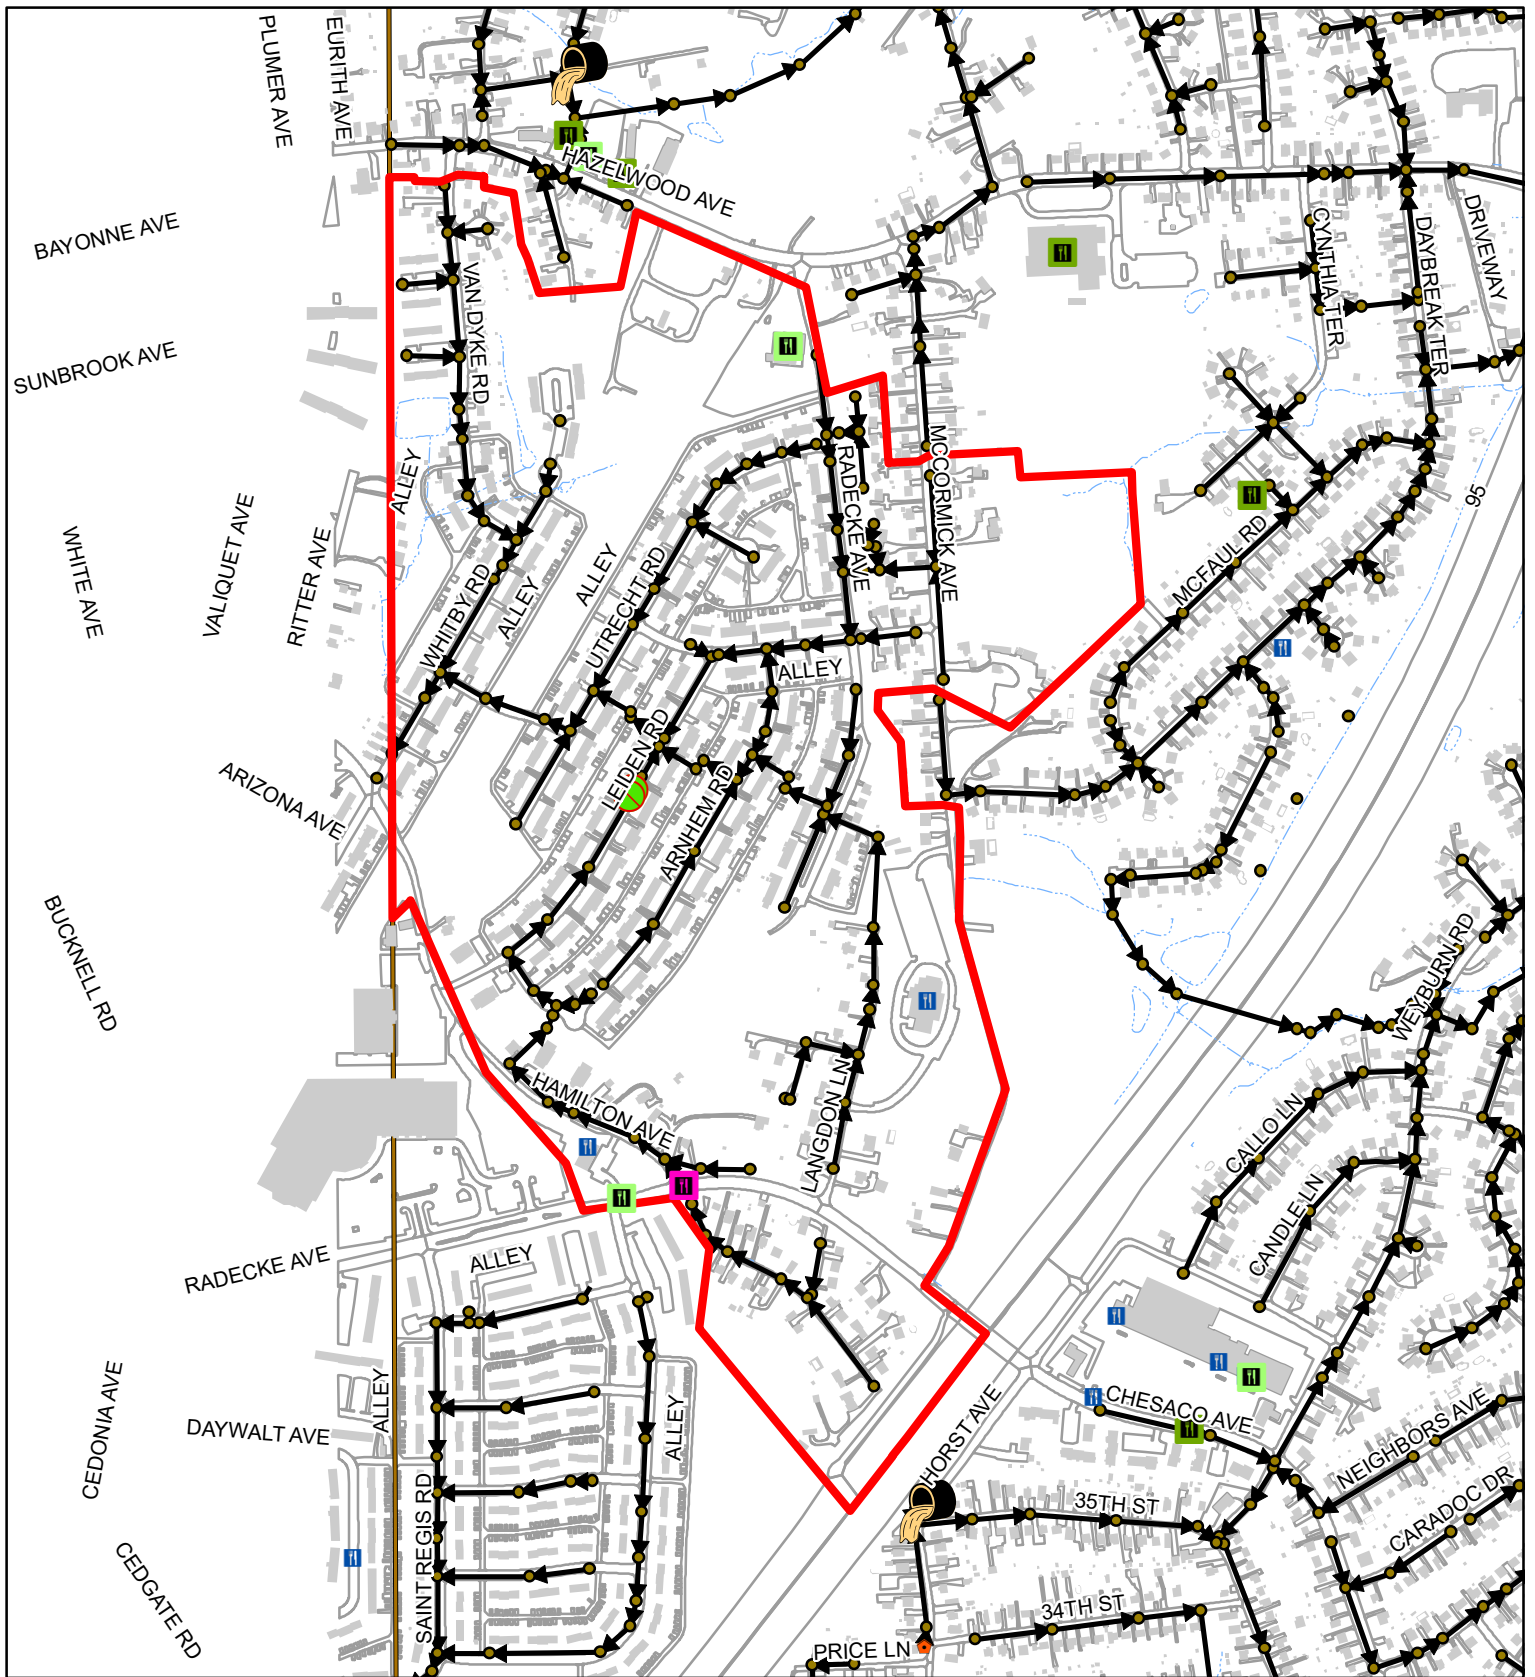 PLUMER AVE
EURITH AVE
HAZELWOOD AVE
BAYONNE AVE
CYNTHIA TER
DAYBREAK TER
DRIVEWAY
VAN DYKE RD
SUNBROOK AVE
ALLEY
RADECKE AVE
MCCORMICK AVE
95
WHITE AVE
VALIQUET AVE
RITTER AVE
WHITBY RD
ALLEY
ALLEY
UTRECHT RD
MCFAUL RD
ALLEY
LEIDEN RD
ARNHEM RD
ARIZONA AVE
BUCKNELL RD
WEYBURN RD
HAMILTON AVE
LANGDON LN
CALLO LN
CANDLE LN
RADECKE AVE
ALLEY
CEDONIA AVE
DAYWALT AVE
ALLEY
ALLEY
SAINT REGIS RD
CHESACO AVE
HORST AVE
NEIGHBORS AVE
35TH ST
CARADOC DR
CEDGATE RD
34TH ST
PRICE LN